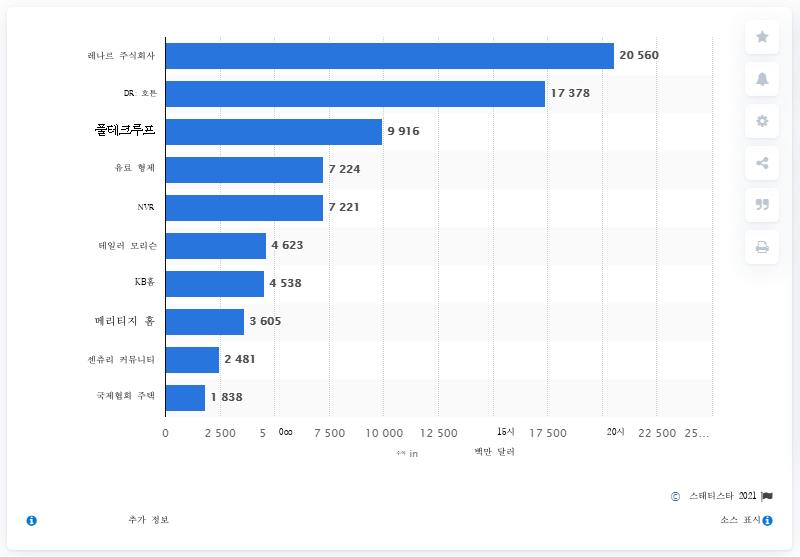 레나르 주식회사 20 560
DR: 호튼 17 378
풀테크루프 9 916
유료 형제 7 224
NVR 7 221
테일러 모리슨 4 623
KB홈 4 538
메리티지 홈 3 605
센츄리 커뮤니티 2 481
국제협회 주택 1 838
0 2 500 5 000 7 500 10 000 12 500 15시 17 500 20시 22 500 25...
in 백만 달러
© 스태티스타 2021
추가 정보 소스 표시